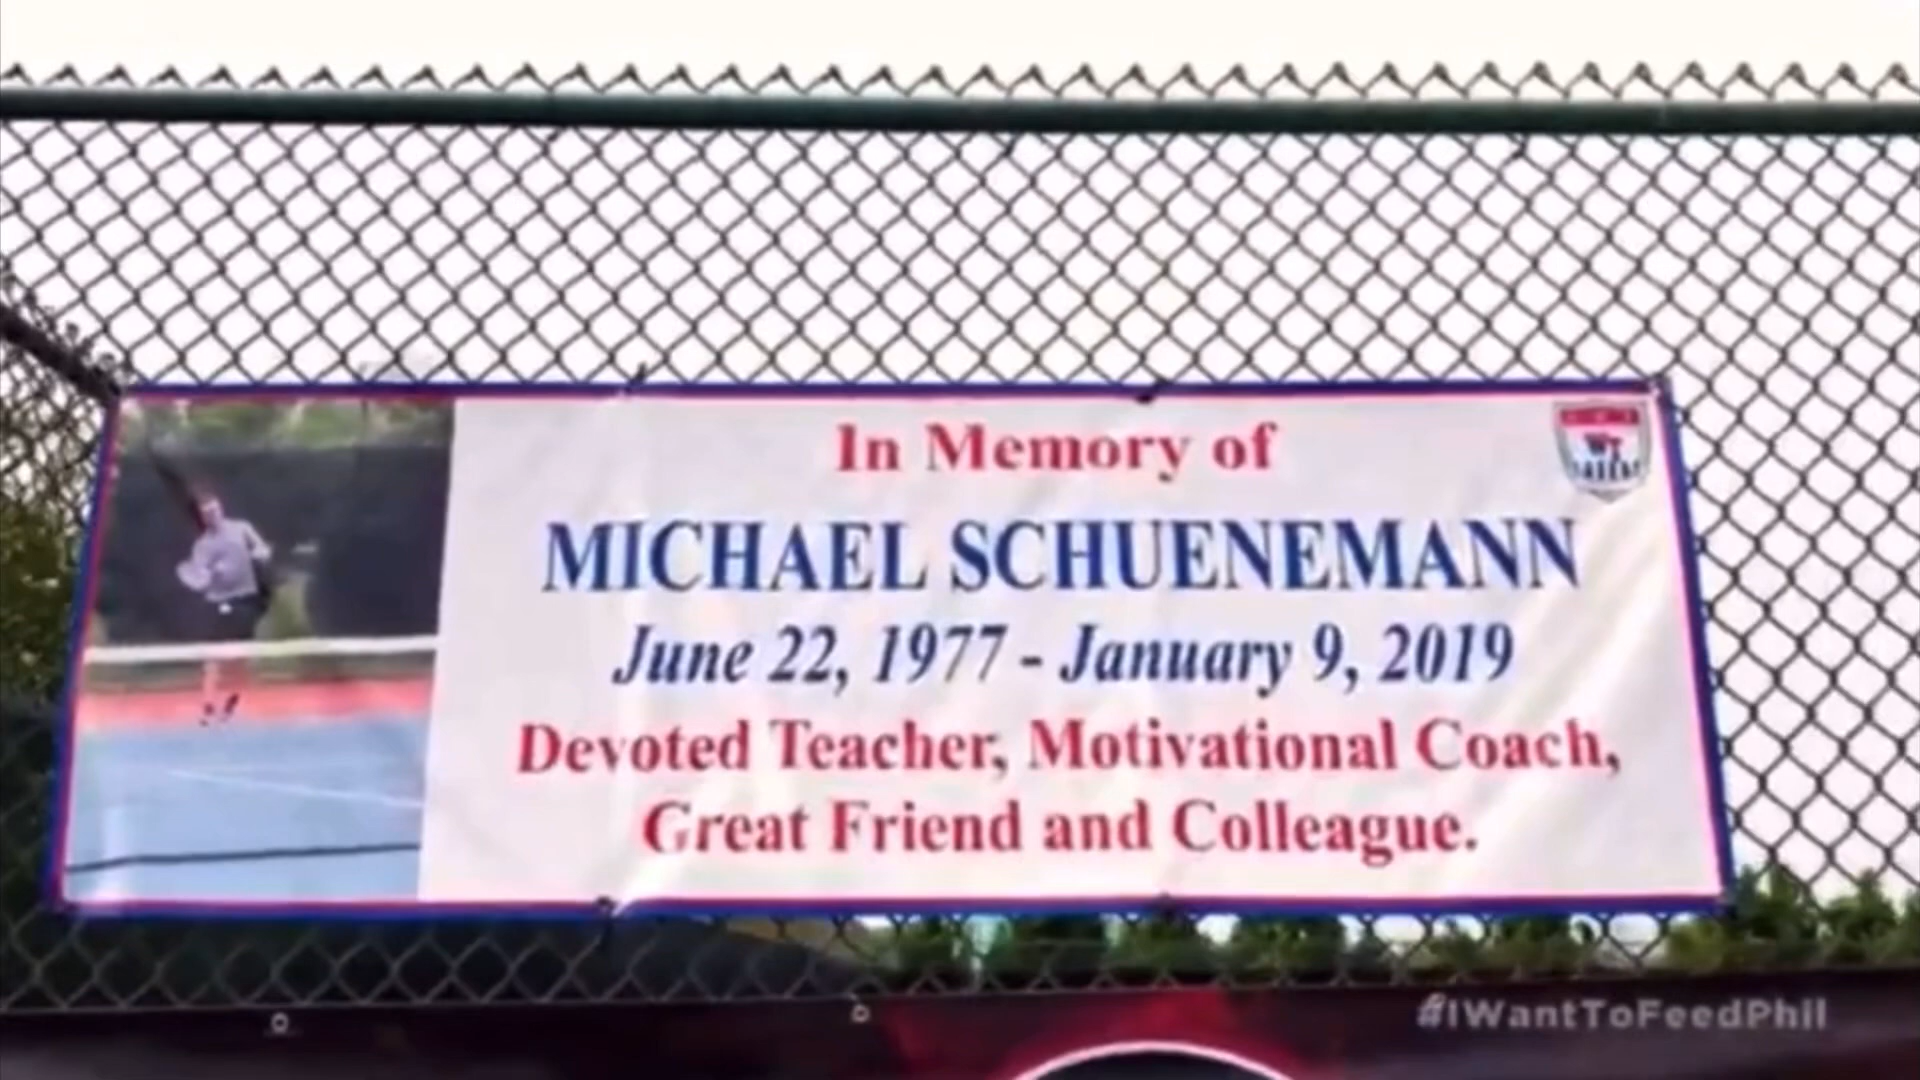 In Memory of
MICHAEL SCHUENEMANN
June 22, 1977 - January 9, 2019
Devoted Teacher, Motivational Coach,
Great Friend and Colleague.
#IWantToFeedPhil